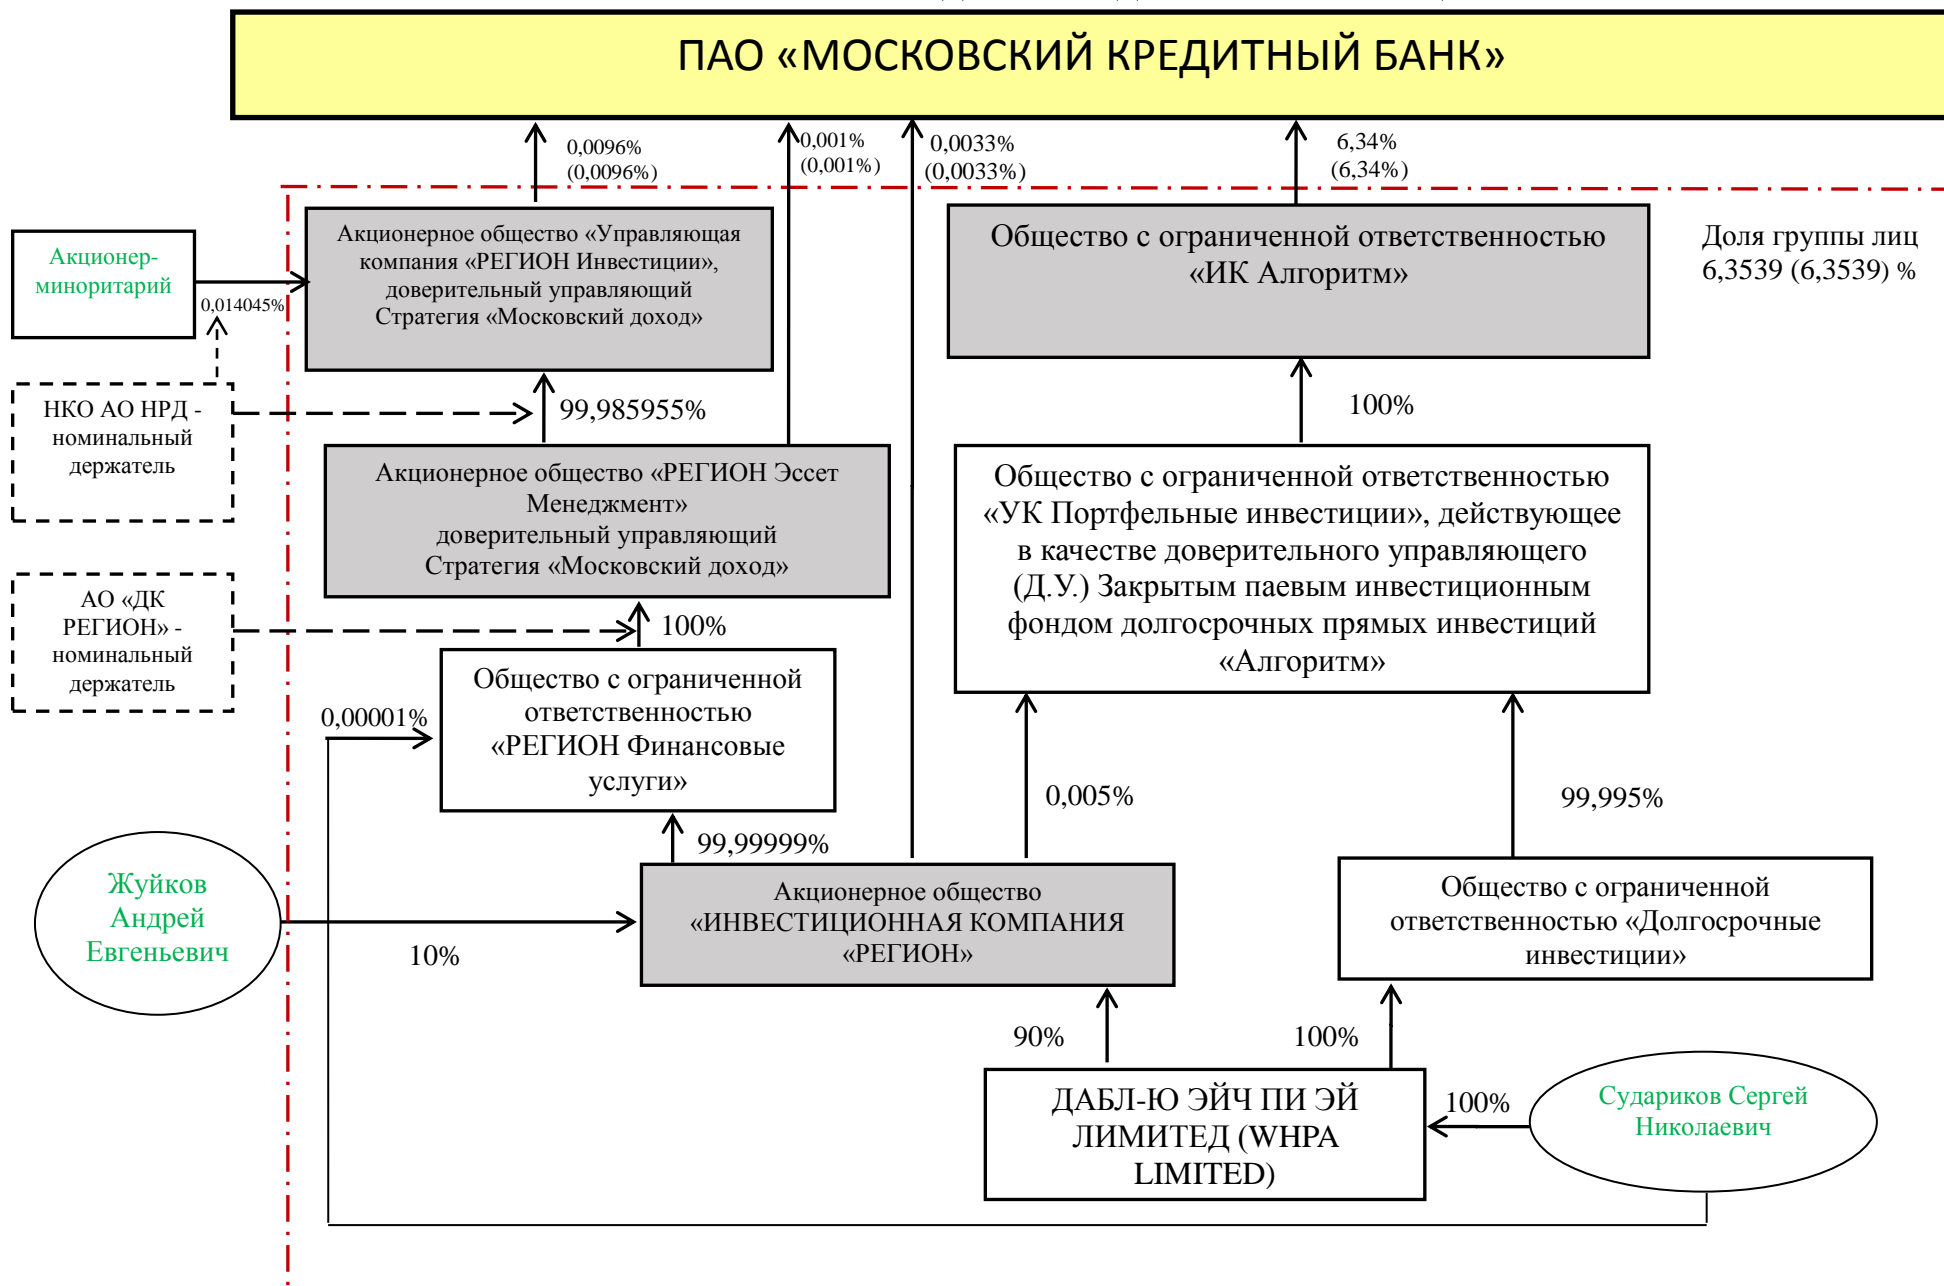 ПАО «МОСКОВСКИЙ КРЕДИТНЫЙ БАНК»
0,0096%
(0,0096%)
0,001%
(0,001%)
0,0033%
(0,0033%)
6,34%
(6,34%)
Акционер-
миноритарий
0,014045%
Акционерное общество «Управляющая
компания «РЕГИОН Инвестиции»,
доверительный управляющий
Стратегия «Московский доход»
Общество с ограниченной ответственностью
«ИК Алгоритм»
Доля группы лиц
6,3539 (6,3539) %
НКО АО НРД -
номинальный
держатель
99,985955%
100%
Акционерное общество «РЕГИОН Эссет
Менеджмент»
доверительный управляющий
Стратегия «Московский доход»
Общество с ограниченной ответственностью
«УК Портфельные инвестиции», действующее
в качестве доверительного управляющего
(Д.У.) Закрытым паевым инвестиционным
фондом долгосрочных прямых инвестиций
«Алгоритм»
АО «ДК
РЕГИОН» -
номинальный
держатель
100%
0,00001%
Общество с ограниченной
ответственностью
«РЕГИОН Финансовые
услуги»
0,005%
99,995%
99,99999%
Жуйков
Андрей
Евгеньевич
10%
Акционерное общество
«ИНВЕСТИЦИОННАЯ КОМПАНИЯ
«РЕГИОН»
Общество с ограниченной
ответственностью «Долгосрочные
инвестиции»
90%
100%
ДАБЛ-Ю ЭЙЧ ПИ ЭЙ
ЛИМИТЕД (WHPA
LIMITED)
100%
Судариков Сергей
Николаевич